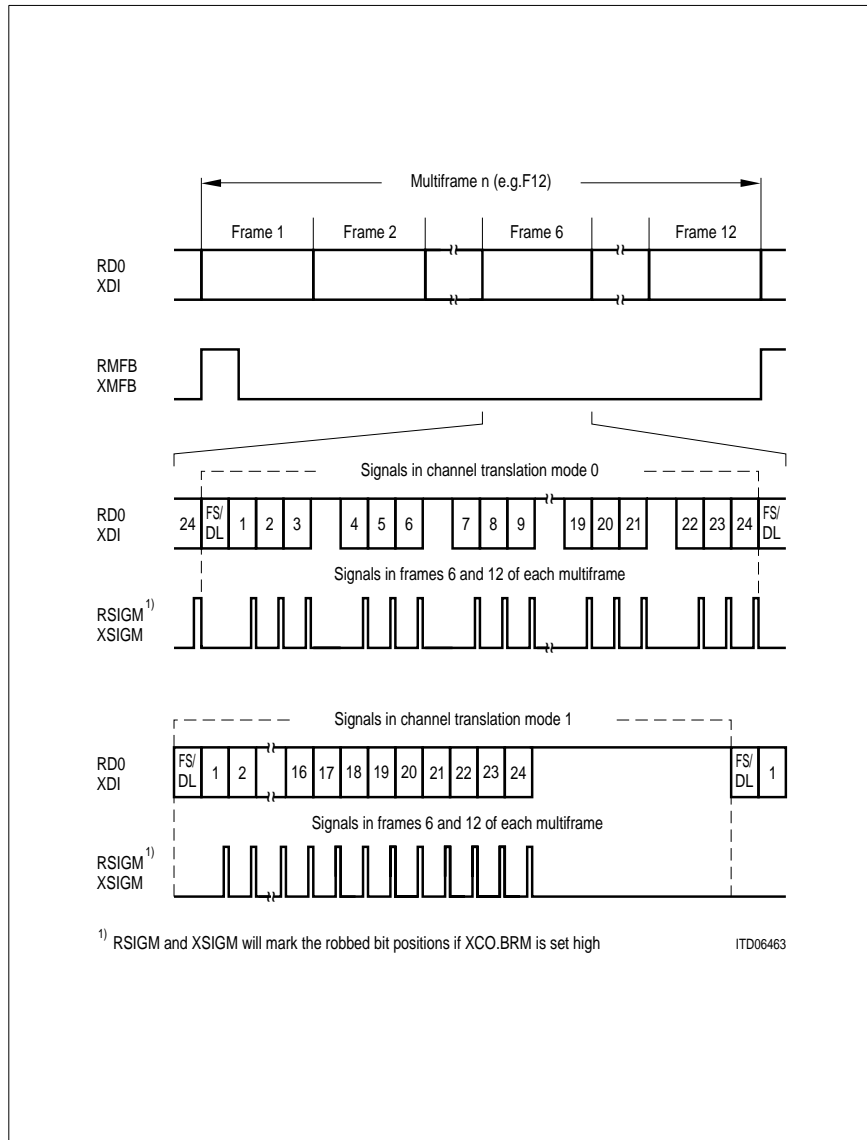 Multiframe n (e.g.F12)
Frame 1 Frame 2 Frame 6 Frame 12
RD0
XDI
RMFB
XMFB
Signals in channel translation mode 0
RD0
XDI
24 FS/DL 1 2 3 4 5 6 7 8 9 19 20 21 22 23 24 FS/DL
Signals in frames 6 and 12 of each multiframe
RSIGM 1)
XSIGM
Signals in channel translation mode 1
RD0
XDI
FS/DL 1 2 16 17 18 19 20 21 22 23 24 FS/DL 1
Signals in frames 6 and 12 of each multiframe
RSIGM 1)
XSIGM
1) RSIGM and XSIGM will mark the robbed bit positions if XCO.BRM is set high
ITD06463